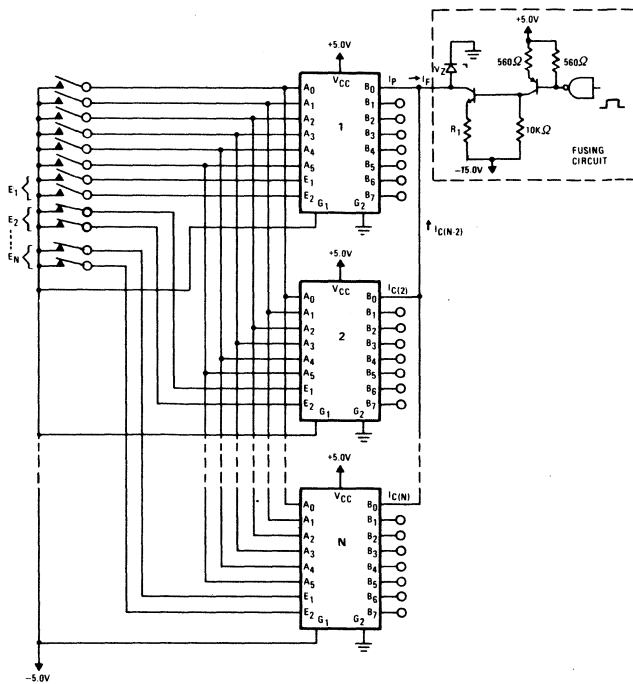 +5.0V
VCC
A0
A1
A2
A3
A4
A5
E1
E2
G1
G2
1
B0
B1
B2
B3
B4
B5
B6
B7
IP
IF
VZ
+5.0V
560Ω
560Ω
R1
10KΩ
-15.0V
FUSING
CIRCUIT
E1
E2
EN
IC(N-2)
+5.0V
VCC
A0
A1
A2
A3
A4
A5
E1
E2
G1
G2
2
B0
B1
B2
B3
B4
B5
B6
B7
IC(2)
+5.0V
VCC
A0
A1
A2
A3
A4
A5
E1
E2
G1
G2
N
B0
B1
B2
B3
B4
B5
B6
B7
IC(N)
-5.0V